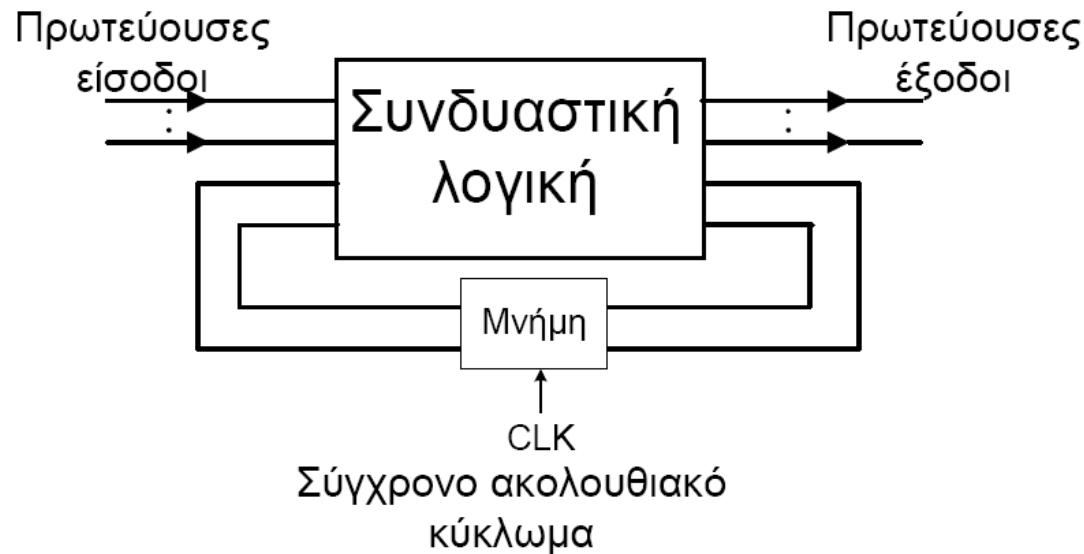 Πρωτεύουσες
είσοδοι
Πρωτεύουσες
έξοδοι
Συνδυαστική
λογική
Μνήμη
CLK
Σύγχρονο ακολουθιακό
κύκλωμα